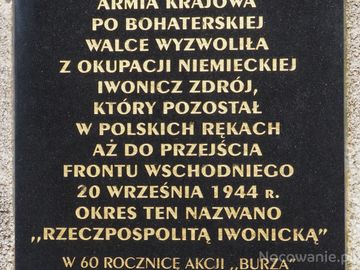 ARMIA KRAJOWA
PO BOHATERSKIEJ
WALCE WYZWOLIŁA
Z OKUPACJI NIEMIECKIEJ
IWONICZ ZDRÓJ,
KTÓRY POZOSTAŁ
W POLSKICH RĘKACH
AŻ DO PRZEJŚCIA
FRONTU WSCHODNIEGO
20 WRZEŚNIA 1944 R.
OKRES TEN NAZWANO
,,RZECZPOSPOLITĄ IWONICKĄ”
W 60 ROCZNICĘ AKCJI ,,BURZA”
Nocowanie.pl